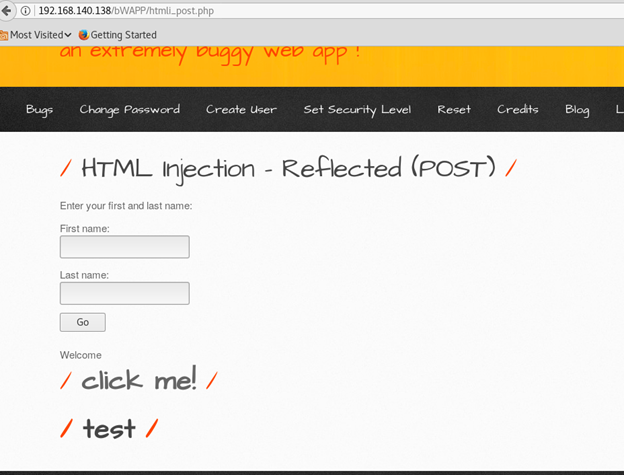 192.168.140.138/bWAPP/htmli_post.php
Most Visited Getting Started
an extremely buggy web app !
Bugs Change Password Create User Set Security Level Reset Credits Blog L
/ HTML Injection - Reflected (POST) /
Enter your first and last name:
First name:
Last name:
Go
Welcome
/ click me! /
/ test /